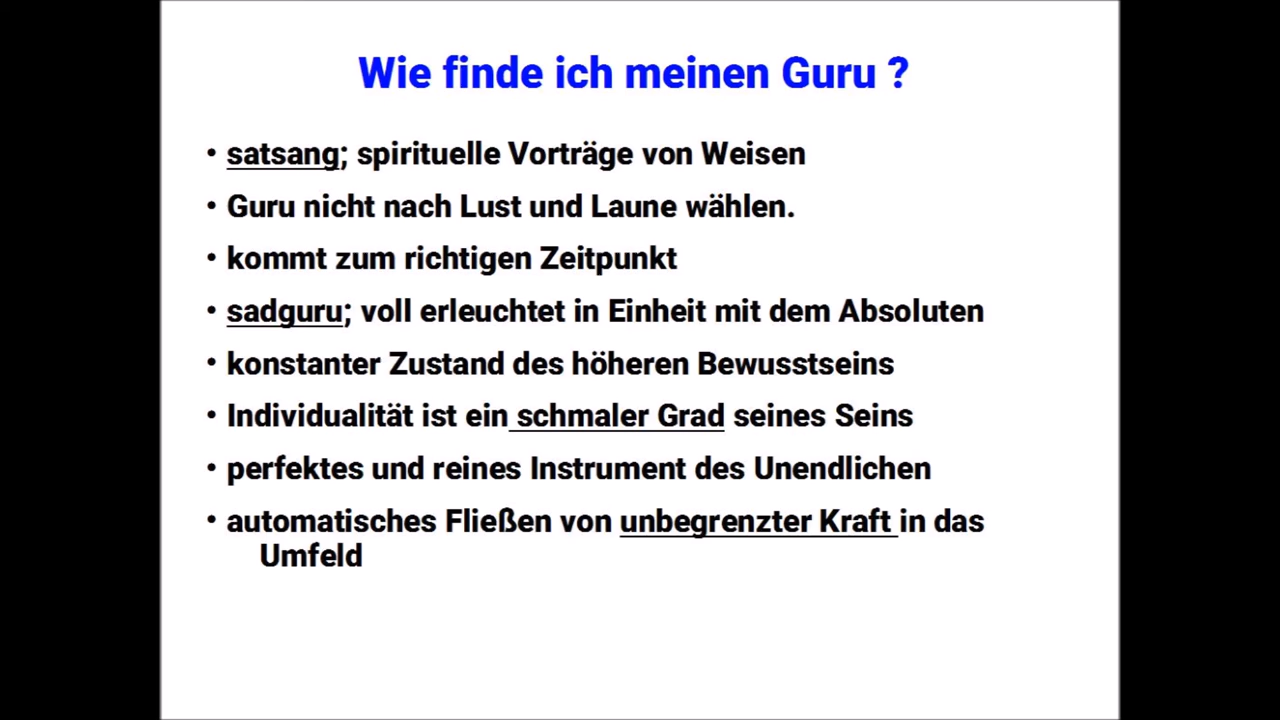 Wie finde ich meinen Guru ?
• satsang; spirituelle Vorträge von Weisen
• Guru nicht nach Lust und Laune wählen.
• kommt zum richtigen Zeitpunkt
• sadguru; voll erleuchtet in Einheit mit dem Absoluten
• konstanter Zustand des höheren Bewusstseins
• Individualität ist ein schmaler Grad seines Seins
• perfektes und reines Instrument des Unendlichen
• automatisches Fließen von unbegrenzter Kraft in das
Umfeld